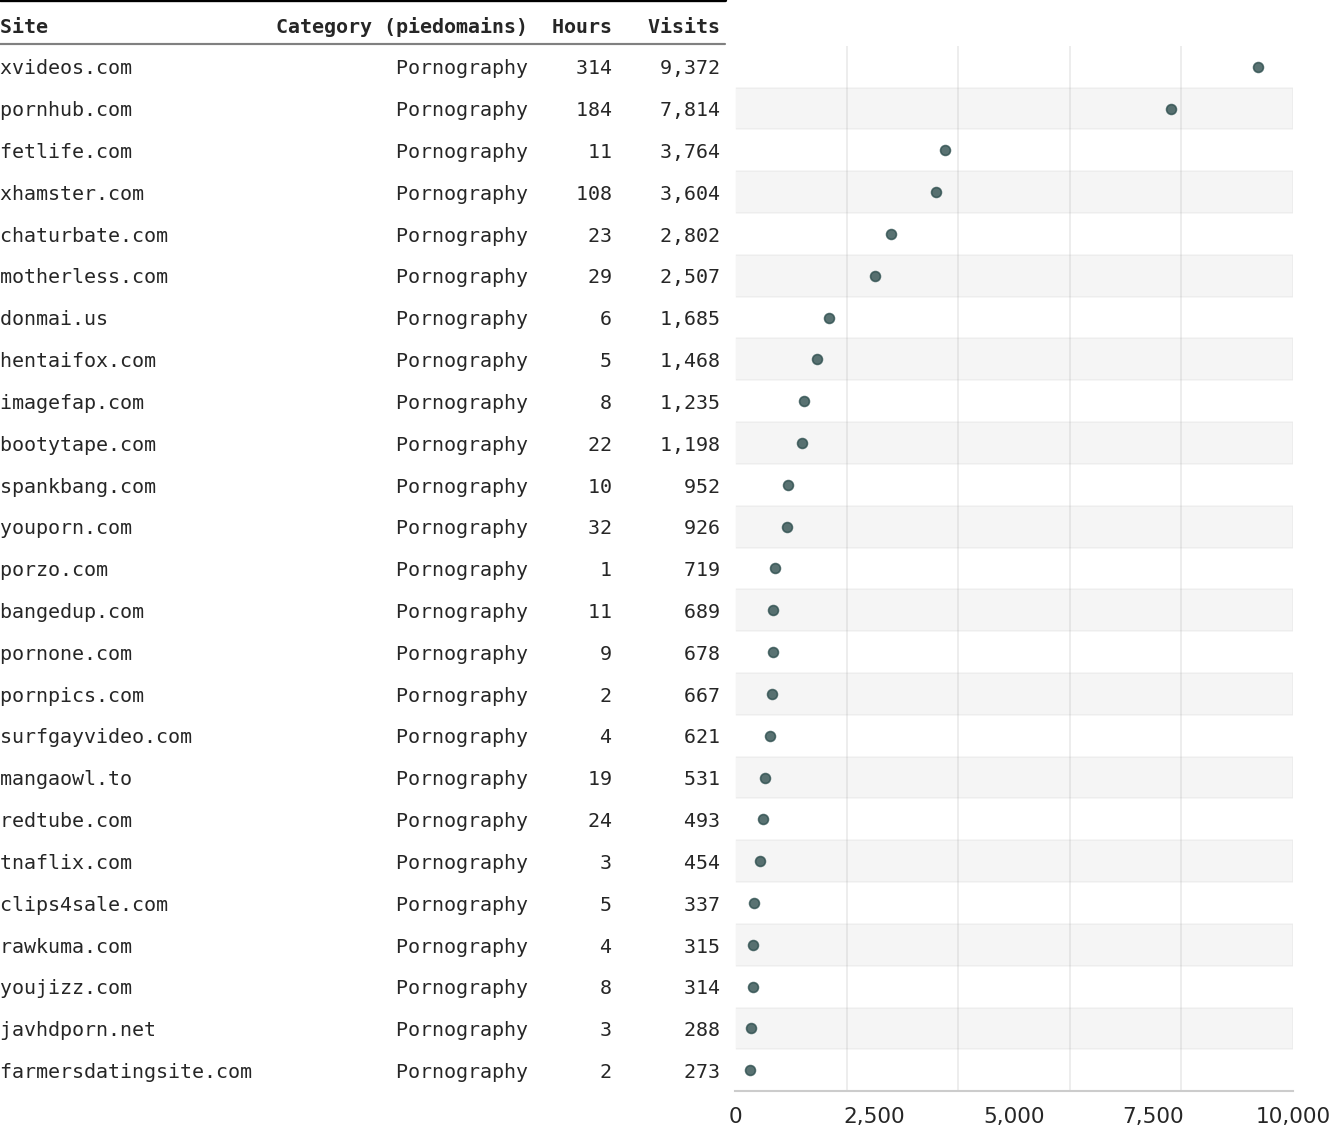 Site Category (piedomains) Hours Visits
xvideos.com Pornography 314 9,372
pornhub.com Pornography 184 7,814
fetlife.com Pornography 11 3,764
xhamster.com Pornography 108 3,604
chaturbate.com Pornography 23 2,802
motherless.com Pornography 29 2,507
donmai.us Pornography 6 1,685
hentaifox.com Pornography 5 1,468
imagefap.com Pornography 8 1,235
bootytape.com Pornography 22 1,198
spankbang.com Pornography 10 952
youporn.com Pornography 32 926
porzo.com Pornography 1 719
bangedup.com Pornography 11 689
pornone.com Pornography 9 678
pornpics.com Pornography 2 667
surfgayvideo.com Pornography 4 621
mangaowl.to Pornography 19 531
redtube.com Pornography 24 493
tnaflix.com Pornography 3 454
clips4sale.com Pornography 5 337
rawkuma.com Pornography 4 315
youjizz.com Pornography 8 314
javhdporn.net Pornography 3 288
farmersdatingsite.com Pornography 2 273
0 2,500 5,000 7,500 10,000